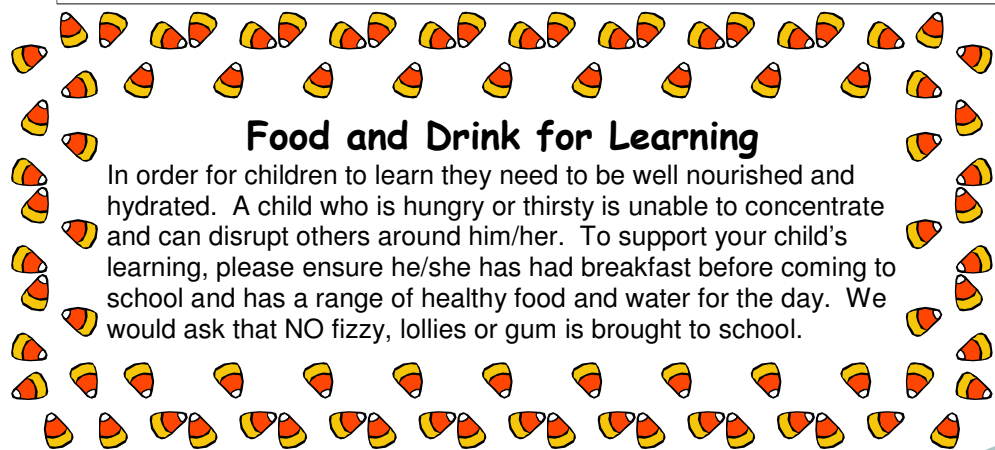 Food and Drink for Learning
In order for children to learn they need to be well nourished and
hydrated.  A child who is hungry or thirsty is unable to concentrate
and can disrupt others around him/her.  To support your child's
learning, please ensure he/she has had breakfast before coming to
school and has a range of healthy food and water for the day.  We
would ask that NO fizzy, lollies or gum is brought to school.